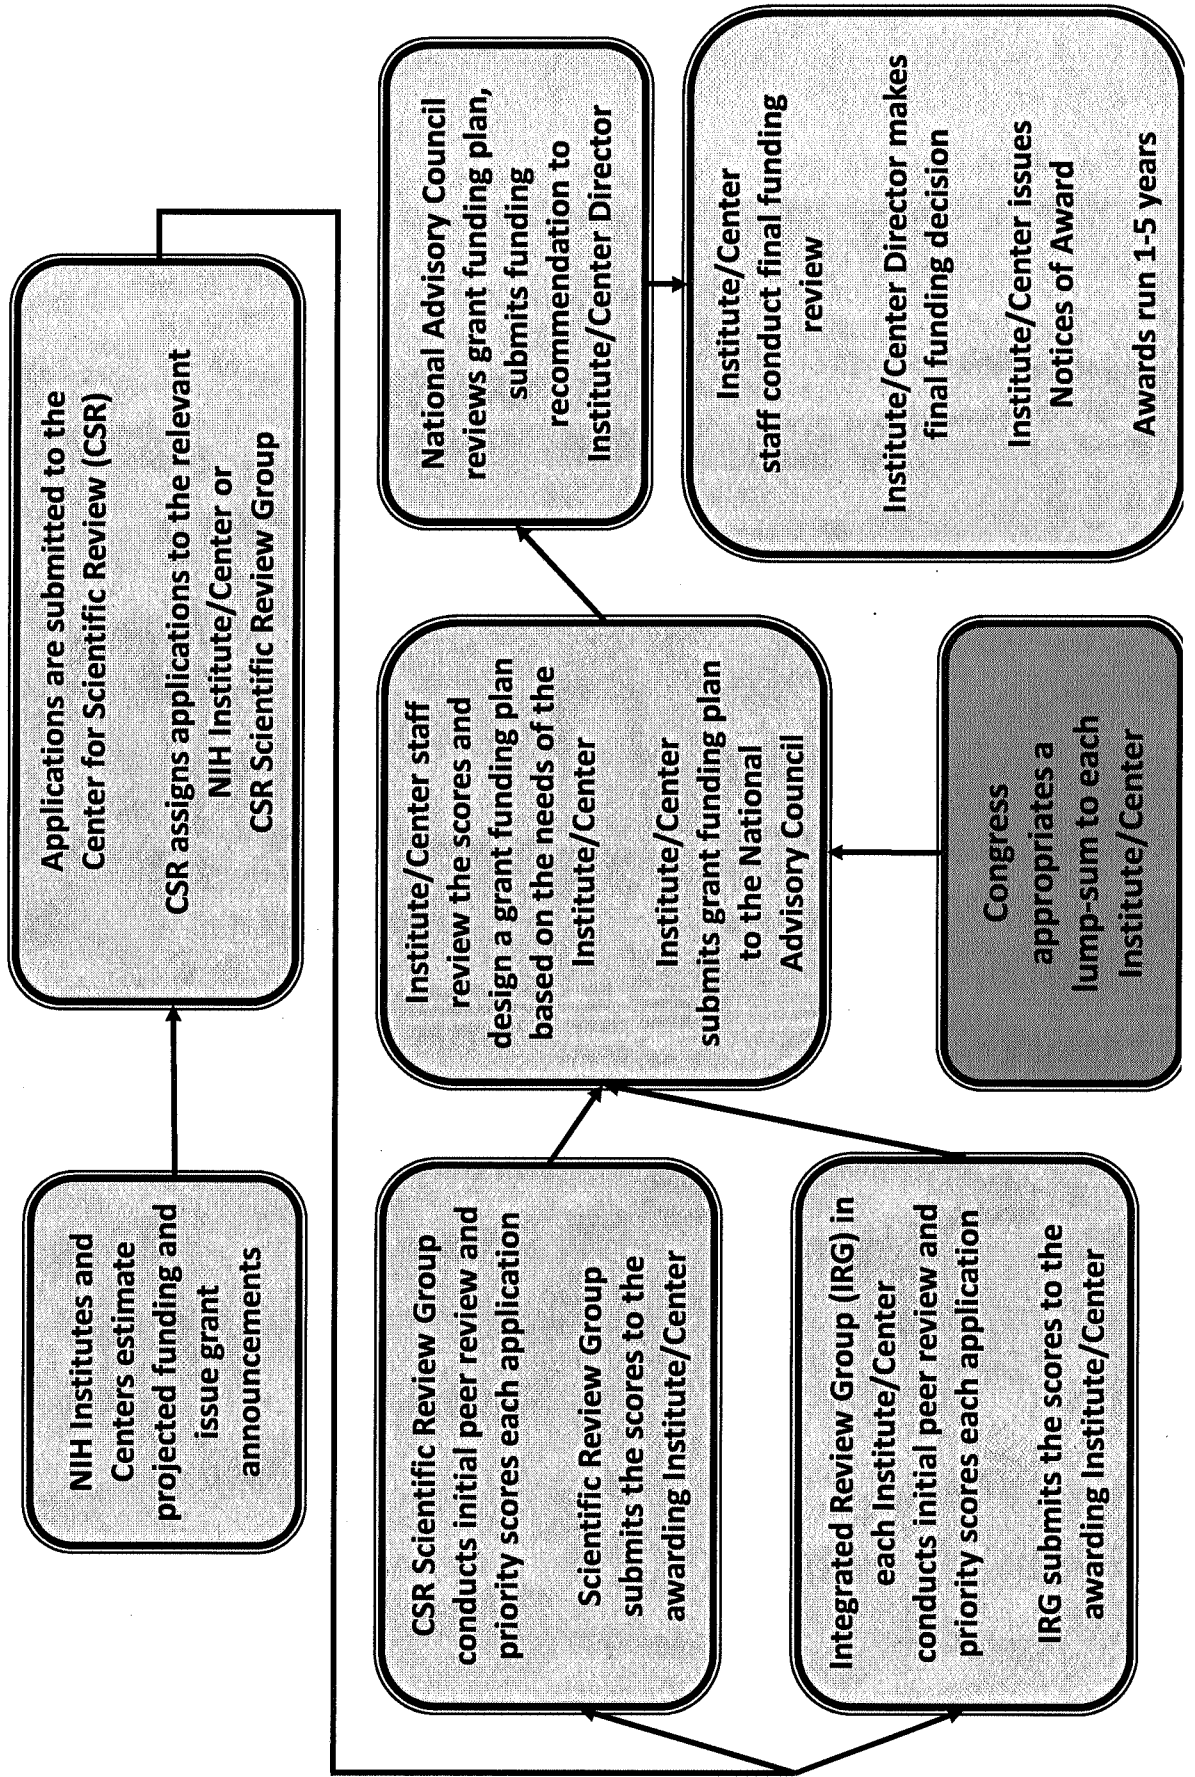 NIH Institutes and
Centers estimate
projected funding and
issue grant
announcements
Applications are submitted to the
Center for Scientific Review (CSR)
CSR assigns applications to the relevant
NIH Institute/Center or
CSR Scientific Review Group
CSR Scientific Review Group
conducts initial peer review and
priority scores each application
Scientific Review Group
submits the scores to the
awarding Institute/Center
Integrated Review Group (IRG) in
each Institute/Center
conducts initial peer review and
priority scores each application
IRG submits the scores to the
awarding Institute/Center
Institute/Center staff
review the scores and
design a grant funding plan
based on the needs of the
Institute/Center
Institute/Center
submits grant funding plan
to the National
Advisory Council
Congress
appropriates a
lump-sum to each
Institute/Center
National Advisory Council
reviews grant funding plan,
submits funding
recommendation to
Institute/Center Director
Institute/Center
staff conduct final funding
review
Institute/Center Director makes
final funding decision
Institute/Center issues
Notices of Award
Awards run 1-5 years